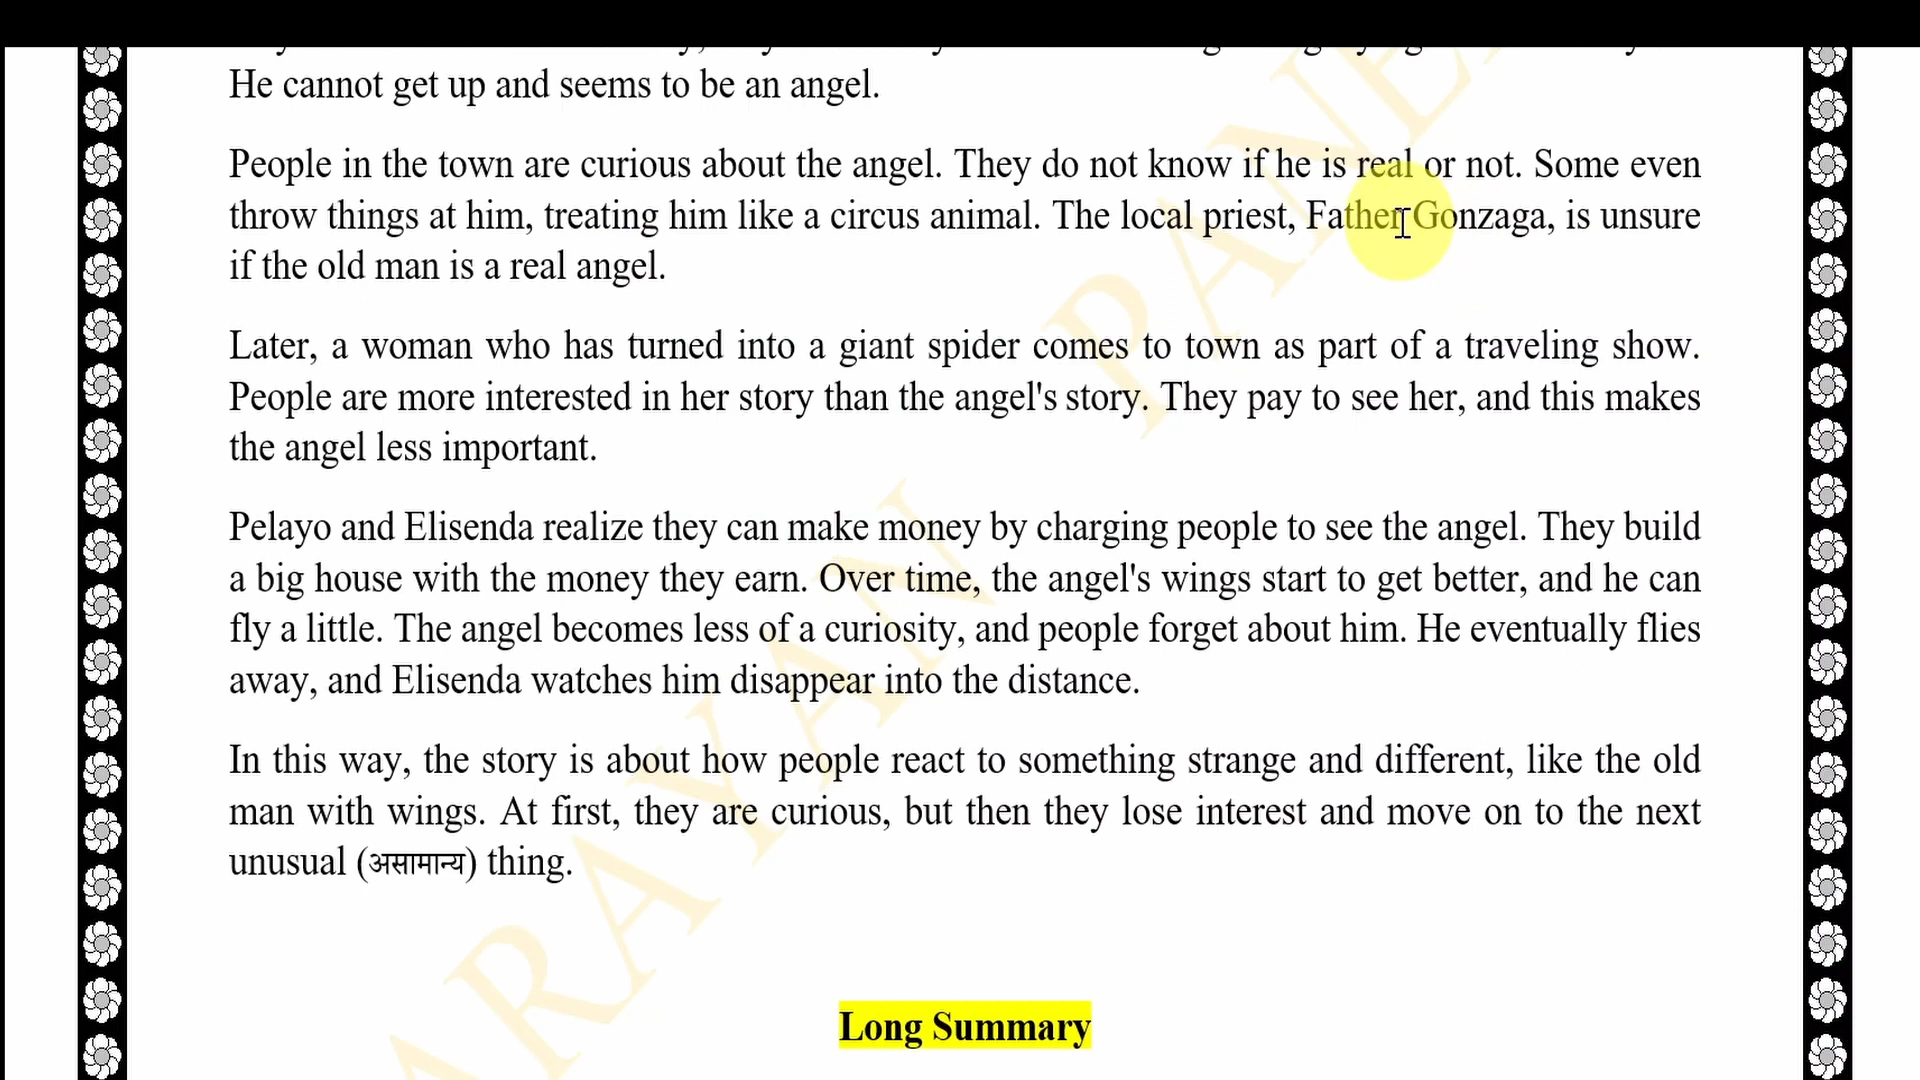 He cannot get up and seems to be an angel.
People in the town are curious about the angel. They do not know if he is real or not. Some even
throw things at him, treating him like a circus animal. The local priest, Father Gonzaga, is unsure
if the old man is a real angel.
Later, a woman who has turned into a giant spider comes to town as part of a traveling show.
People are more interested in her story than the angel's story. They pay to see her, and this makes
the angel less important.
Pelayo and Elisenda realize they can make money by charging people to see the angel. They build
a big house with the money they earn. Over time, the angel's wings start to get better, and he can
fly a little. The angel becomes less of a curiosity, and people forget about him. He eventually flies
away, and Elisenda watches him disappear into the distance.
In this way, the story is about how people react to something strange and different, like the old
man with wings. At first, they are curious, but then they lose interest and move on to the next
unusual (असामान्य) thing.
Long Summary